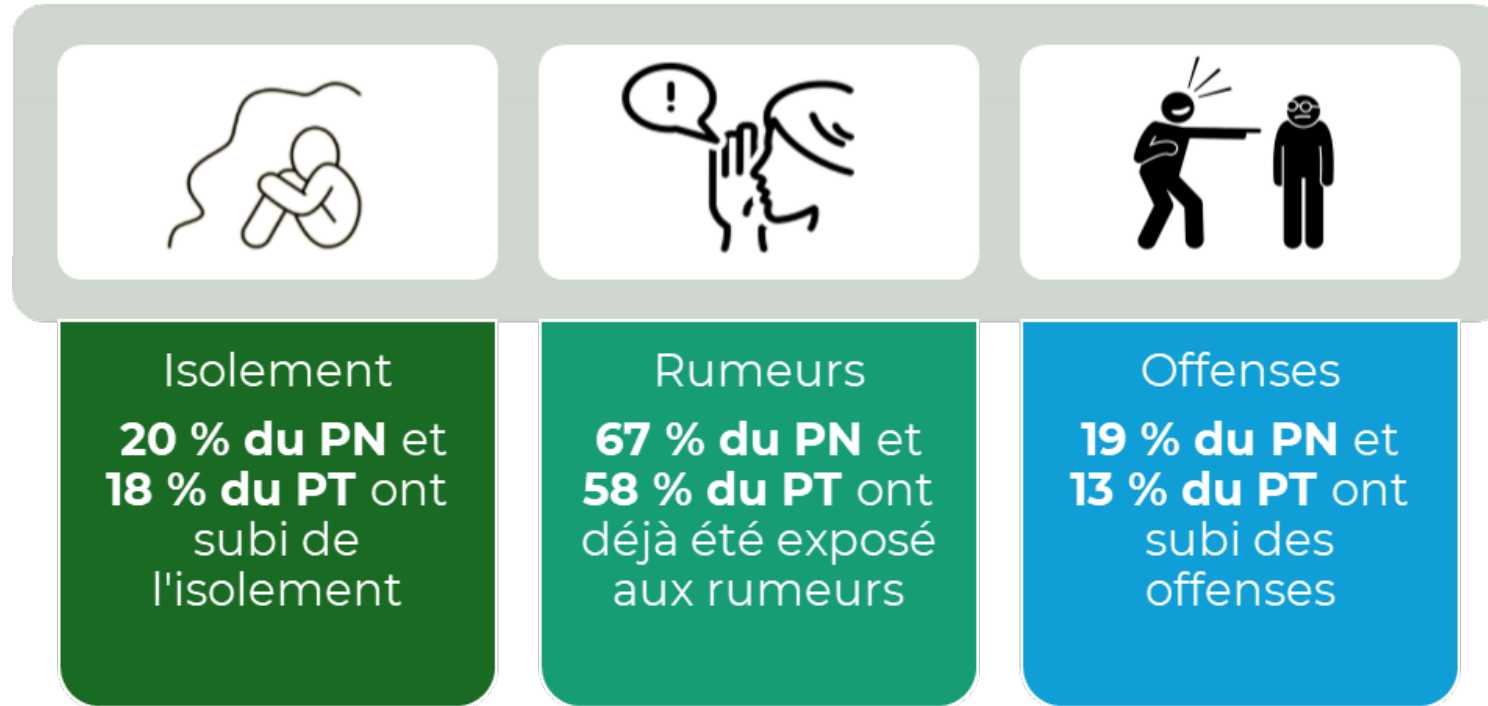 !
Isolement
20 % du PN et
18 % du PT ont
subi de
l'isolement
Rumeurs
67 % du PN et
58 % du PT ont
déjà été exposé
aux rumeurs
Offenses
19 % du PN et
13 % du PT ont
subi des
offenses